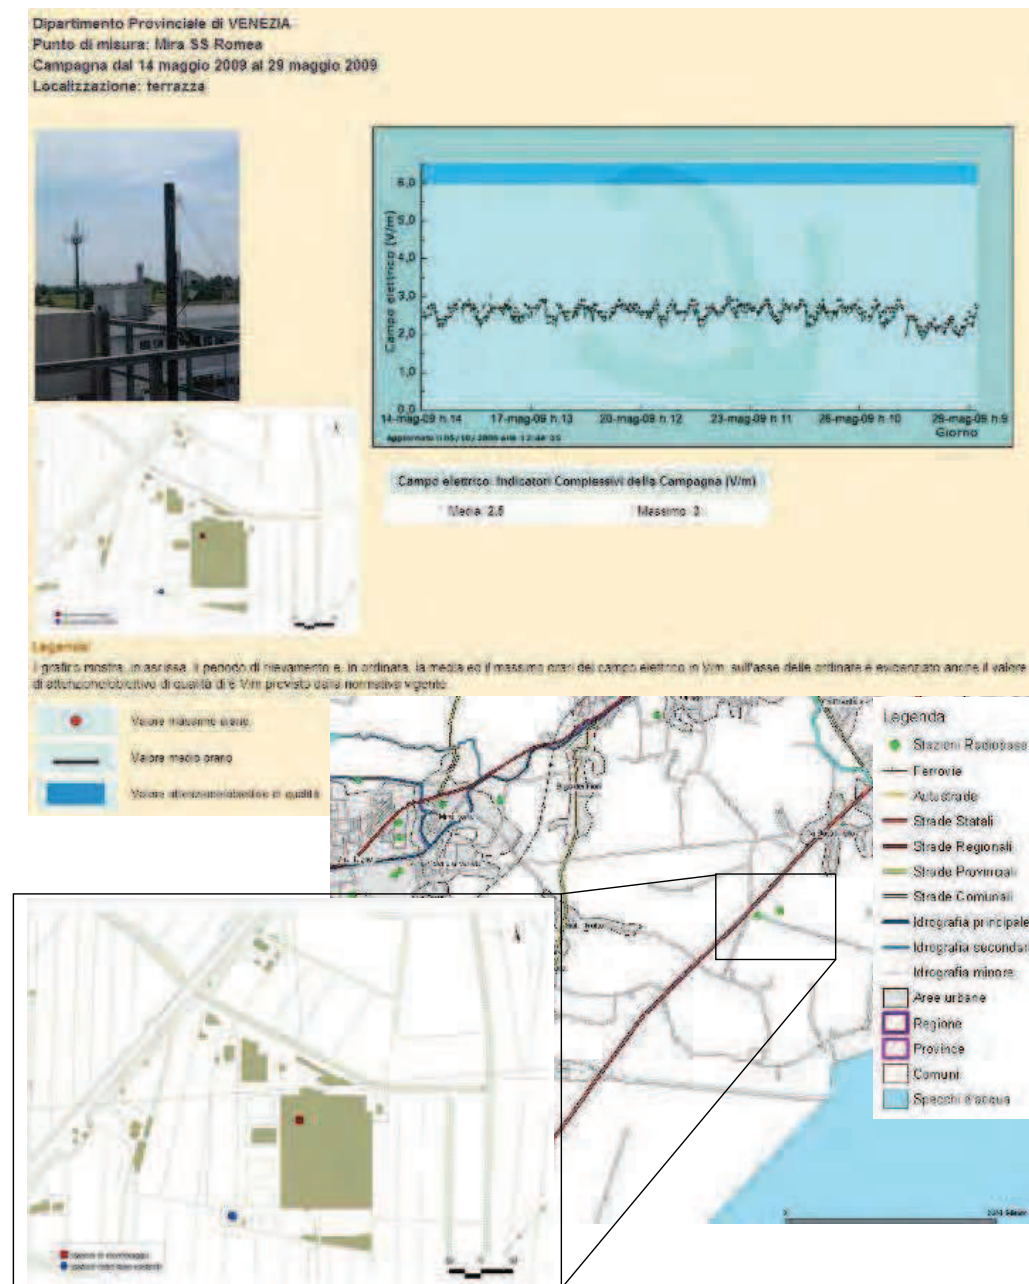 Dipartimento Provinciale di VENEZIA
Punto di misura: Mira SS Romea
Campagna dal 14 maggio 2009 al 29 maggio 2009
Localizzazione: terrazza
Campo elettrico (V/m)
6,0
5,0
4,0
3,0
2,0
1,0
0,0
14-mag-09 h.14
17-mag-09 h.13
20-mag-09 h.12
23-mag-09 h.11
26-mag-09 h.10
29-mag-09 h.9
Giorno
Campo elettrico: Indicatori Complessivi della Campagna (V/m)
Media: 2.5
Massimo: 3
Legenda:
Il grafico mostra, in ascissa, il periodo di rilevamento e, in ordinata, la media ed il massimo orari del campo elettrico in V/m; sull'asse delle ordinate è evidenziato anche il valore
di attenzione/obiettivo di qualità di 6 V/m previsto dalla normativa vigente.
Valore massimo orario
Valore medio orario
Valore attenzione/obiettivo di qualità
Legenda
Stazioni Radiobase
Ferrovie
Autostrade
Strade Statali
Strade Regionali
Strade Provinciali
Strade Comunali
Idrografia principale
Idrografia secondar
Idrografia minore
Aree urbane
Regione
Province
Comuni
Specchi d'acqua